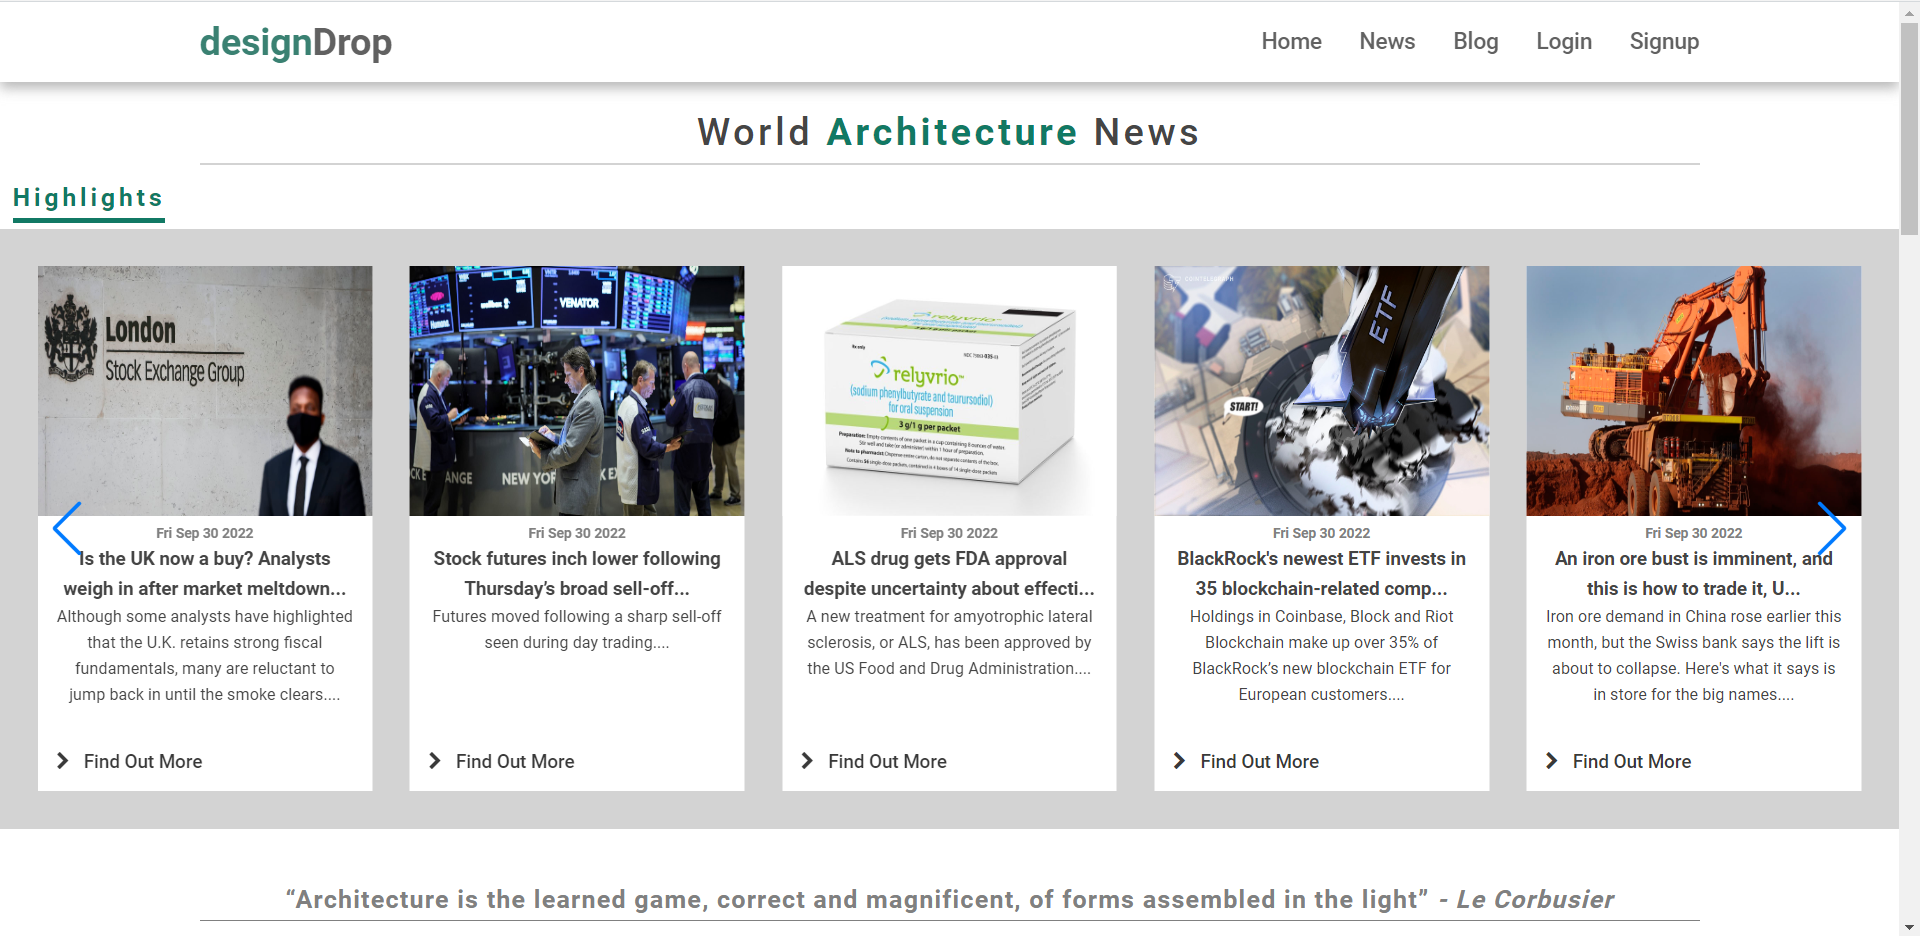 designDrop
Home News Blog Login Signup
World Architecture News
Highlights
London
Stock Exchange Group
Fri Sep 30 2022
Is the UK now a buy? Analysts
weigh in after market meltdown...
Although some analysts have highlighted
that the U.K. retains strong fiscal
fundamentals, many are reluctant to
jump back in until the smoke clears....
Find Out More
VENATOR
NEW YOR
Fri Sep 30 2022
Stock futures inch lower following
Thursday’s broad sell-off...
Futures moved following a sharp sell-off
seen during day trading....
Find Out More
relyvrio
Rx only
relyvrio™
(sodium phenylbutyrate and taurursodiol)
for oral suspension
3 g/1 g per packet
Fri Sep 30 2022
ALS drug gets FDA approval
despite uncertainty about effecti...
A new treatment for amyotrophic lateral
sclerosis, or ALS, has been approved by
the US Food and Drug Administration....
Find Out More
COINTELEGRAPH
ETF
START!
Fri Sep 30 2022
BlackRock's newest ETF invests in
35 blockchain-related comp...
Holdings in Coinbase, Block and Riot
Blockchain make up over 35% of
BlackRock’s new blockchain ETF for
European customers....
Find Out More
Fri Sep 30 2022
An iron ore bust is imminent, and
this is how to trade it, U...
Iron ore demand in China rose earlier this
month, but the Swiss bank says the lift is
about to collapse. Here's what it says is
in store for the big names....
Find Out More
“Architecture is the learned game, correct and magnificent, of forms assembled in the light” - Le Corbusier